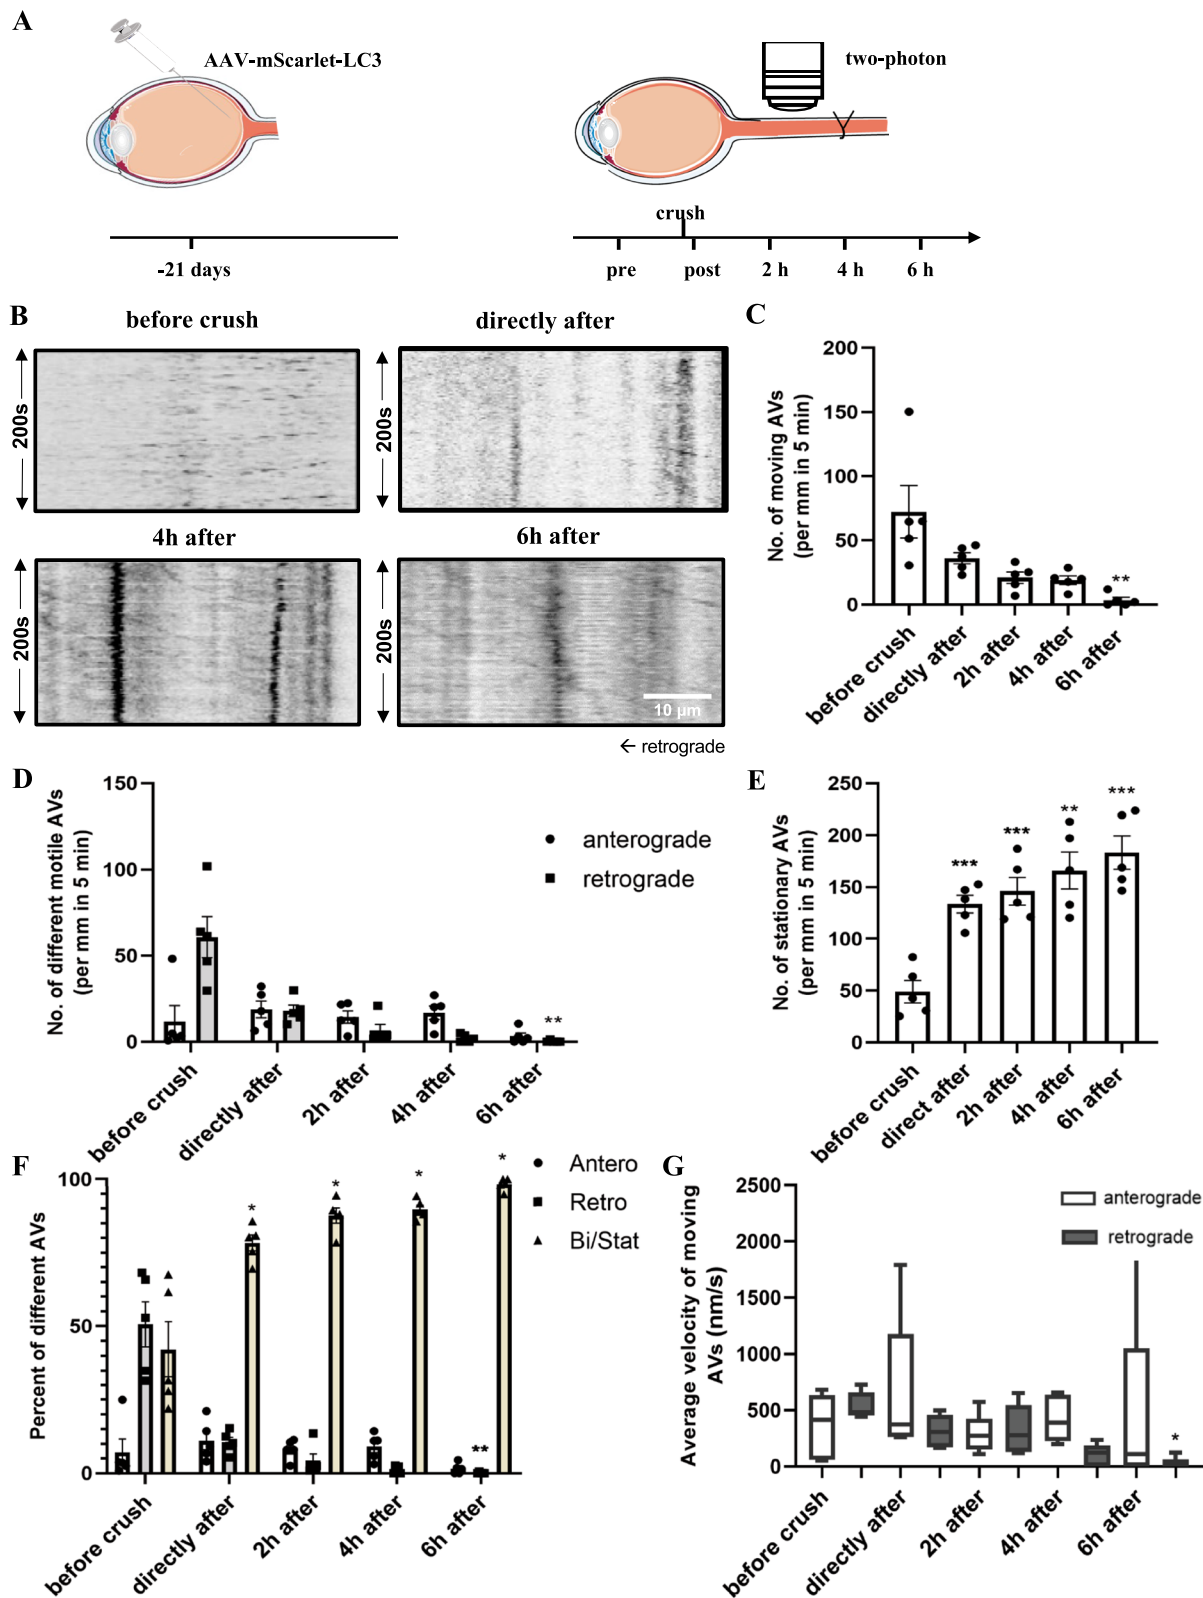 A
AAV-mScarlet-LC3
two-photon
-21 days
crush
pre
post
2 h
4 h
6 h
B
before crush
directly after
200s
200s
4h after
6h after
200s
200s
10 µm
← retrograde
C
No. of moving AVs
(per mm in 5 min)
200
150
100
50
0
**
before crush
directly after
2h after
4h after
6h after
D
No. of different motile AVs
(per mm in 5 min)
150
100
50
0
anterograde
retrograde
**
before crush
directly after
2h after
4h after
6h after
E
No. of stationary AVs
(per mm in 5 min)
250
200
150
100
50
0
***
***
**
***
before crush
direct after
2h after
4h after
6h after
F
Percent of different AVs
100
50
0
Antero
Retro
Bi/Stat
*
*
*
*
**
before crush
directly after
2h after
4h after
6h after
G
Average velocity of moving
AVs (nm/s)
2500
2000
1500
1000
500
0
anterograde
retrograde
*
before crush
directly after
2h after
4h after
6h after